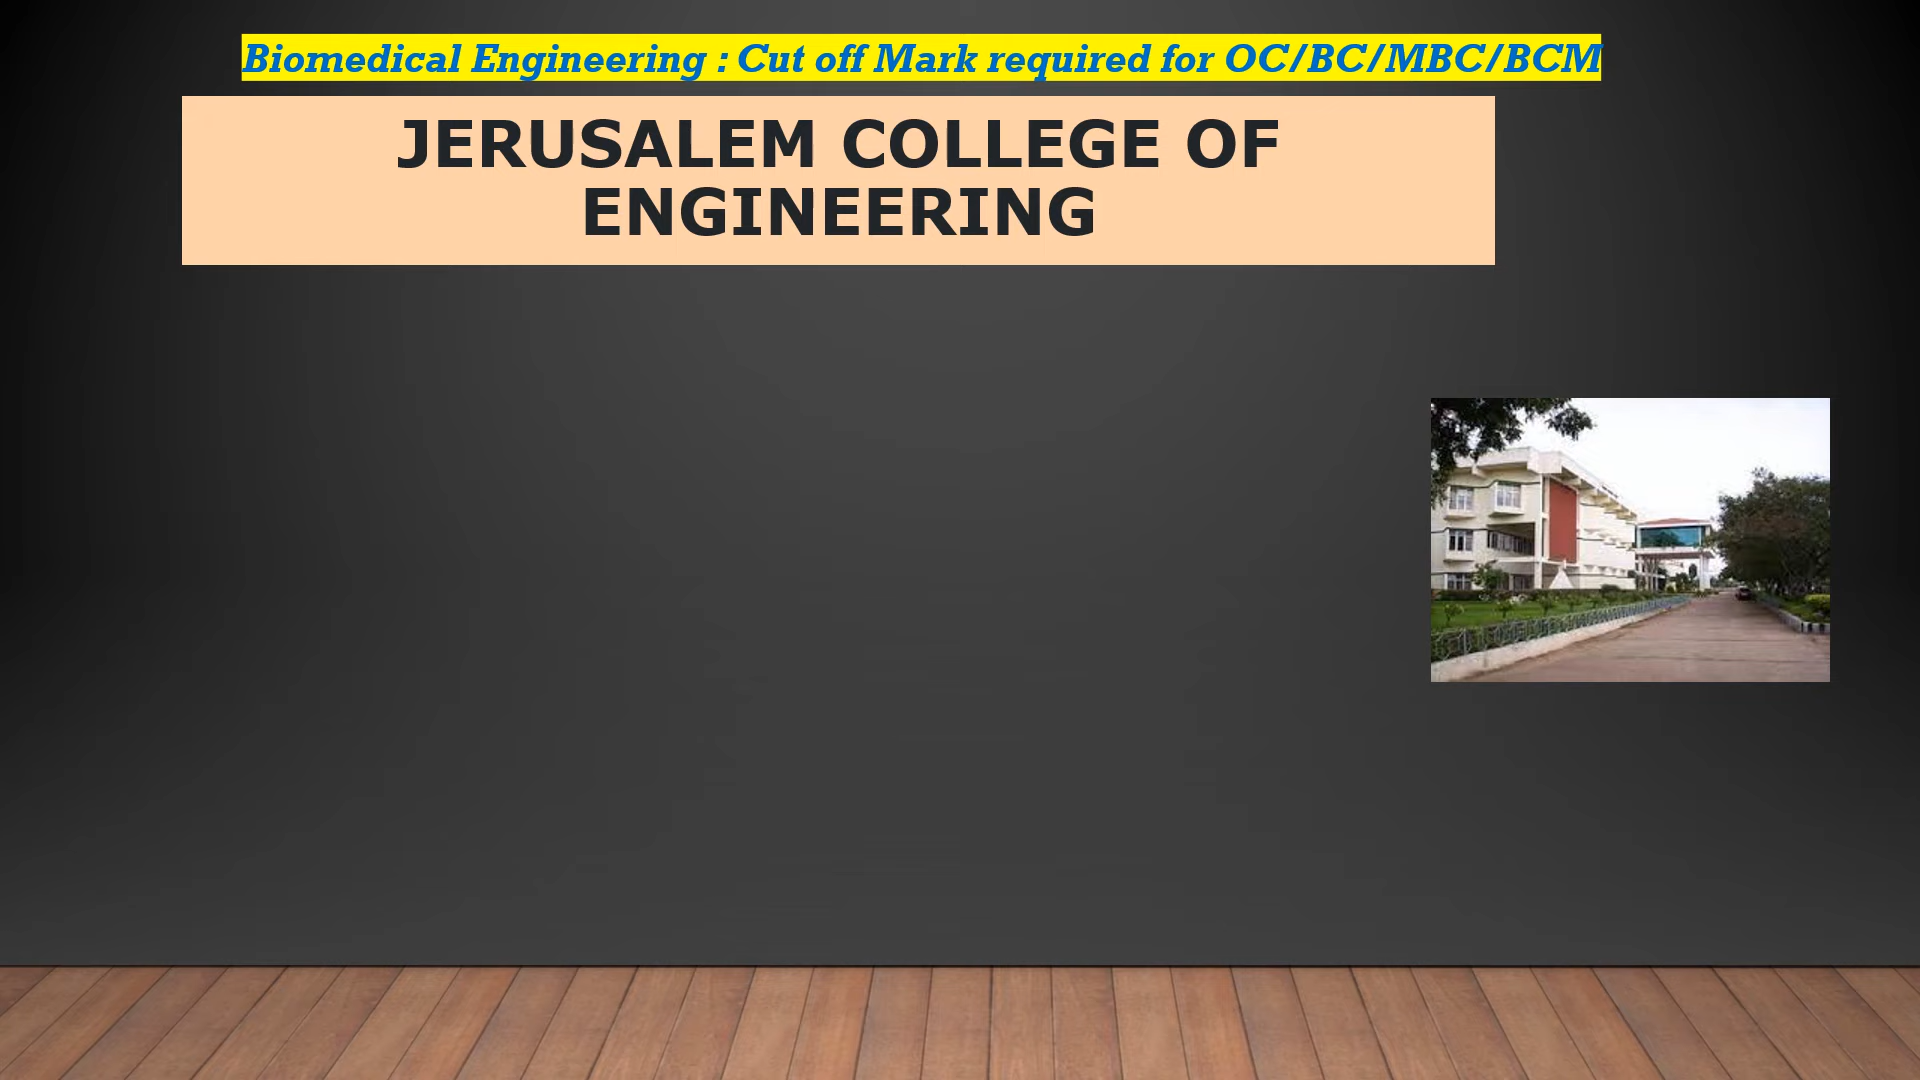 Biomedical Engineering : Cut off Mark required for OC/BC/MBC/BCM
JERUSALEM COLLEGE OF
ENGINEERING